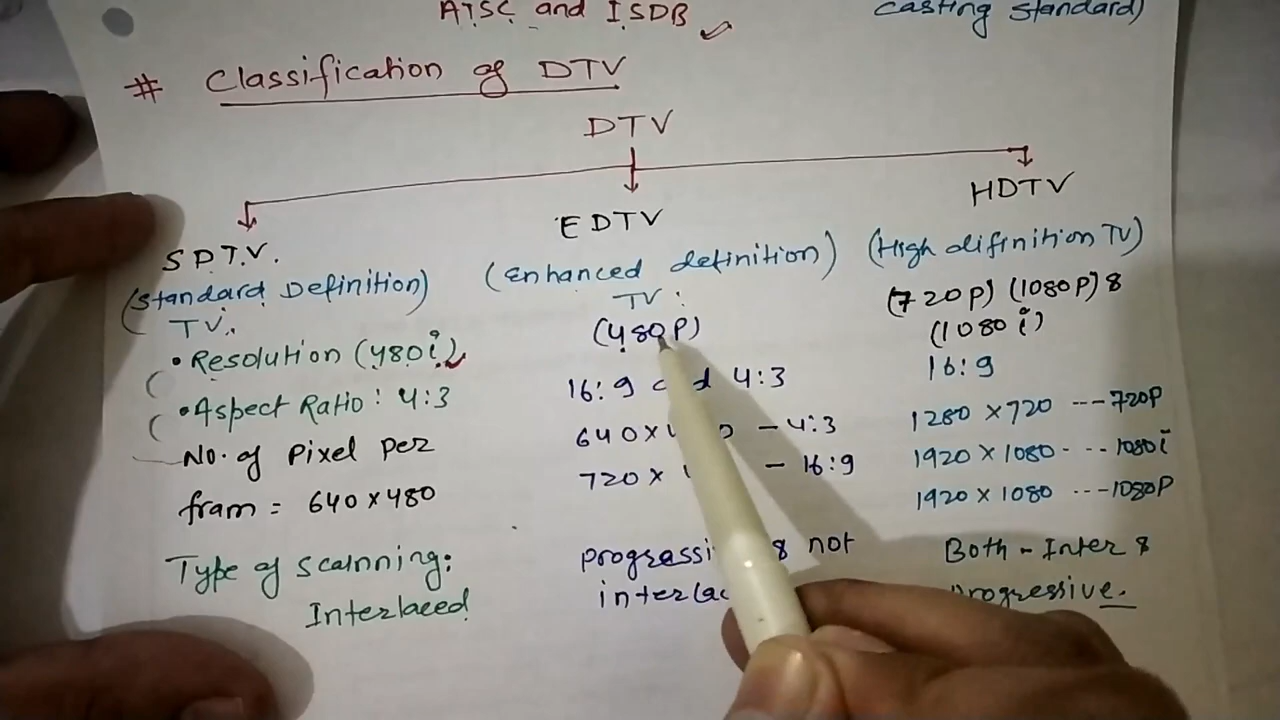 ATSC and ISDB
casting standard)
# Classification of DTV
DTV
SDTV.
(Standard Definition)
TV.
• Resolution (480i)
• Aspect Ratio : 4:3
No. of Pixel per
fram = 640 x 480
Type of Scanning:
Interlaced
EDTV
(Enhanced definition)
TV :
(480P)
16:9 4:3
640 x – 4:3
720 x – 16:9
& not
HDTV
(High difinition TV)
(720P) (1080P) &
(1080 i)
16:9
1280 x 720 ---720P
1920 x 1080- --- 1080i
1920 x 1080 ---1080P
Both - Inter &
progressive.